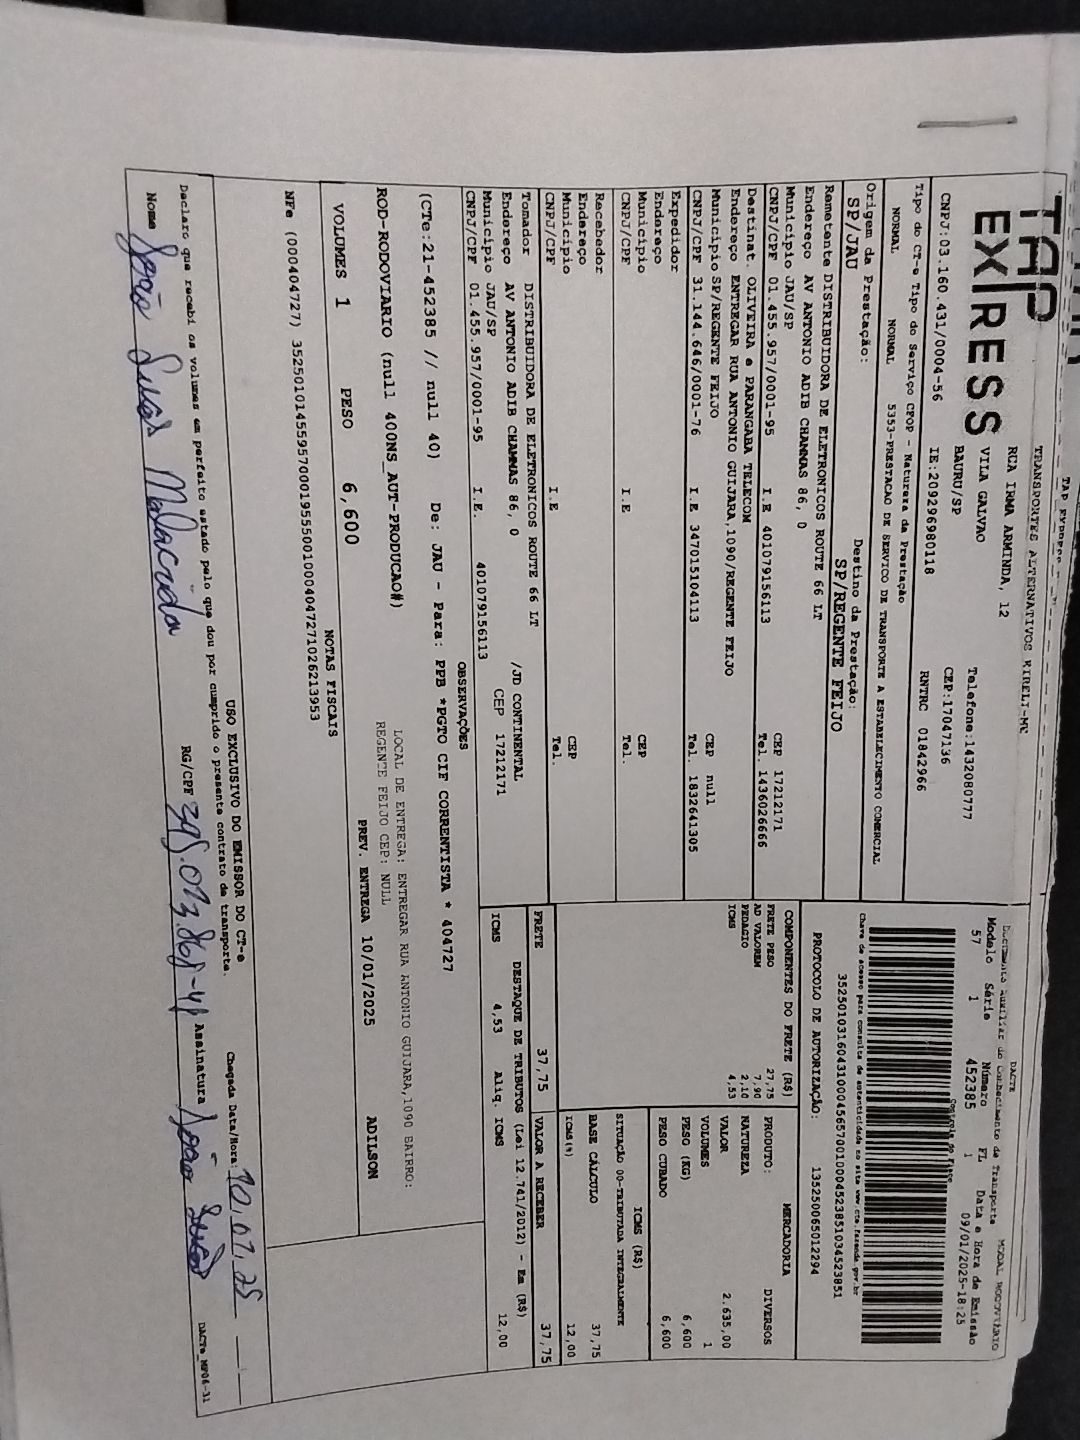 TAP EXPRESS
TRANSPORTES ALTERNATIVOS EIRELI-ME
RUA IRMA ARMINDA, 12
VILA GALVAO
BAURU/SP
Telefone:1432080777
CEP:17047136
CNPJ:03.160.431/0004-56 IE:209296980118 RNTRC 01842966
DACTE
Documento Auxiliar do Conhecimento de Transporte MODAL RODOVIARIO
Modelo Série Número FL Data e Hora de Emissão
57 1 452385 1 09/01/2025-18:25
Controle do Fisco
Chave de acesso para consulta de autenticidade no site www.cte.fazenda.gov.br
35250103160431000456570010004523851034523851
PROTOCOLO DE AUTORIZAÇÃO: 135250065012294
Tipo do CT-e Tipo do Serviço CFOP - Natureza da Prestação
NORMAL NORMAL 5353-PRESTACAO DE SERVICO DE TRANSPORTE A ESTABELECIMENTO COMERCIAL
Origem da Prestação: Destino da Prestação:
SP/JAU SP/REGENTE FEIJO
Remetente DISTRIBUIDORA DE ELETRONICOS ROUTE 66 LT
Endereço AV ANTONIO ADIB CHAMMAS 86, 0
Município JAU/SP CEP 17212171
CNPJ/CPF 01.455.957/0001-95 I.E 401079156113 Tel. 1436026666
Destinat. OLIVEIRA e PARANGABA TELECOM
Endereço ENTREGAR RUA ANTONIO GUIJARA,1090/REGENTE FEIJO
Município SP/REGENTE FEIJO CEP null
CNPJ/CPF 31.144.646/0001-76 I.E. 347015104113 Tel. 1832641305
Expedidor
Endereço
Município CEP
CNPJ/CPF I.E Tel.
Recebedor
Endereço
Município CEP
CNPJ/CPF I.E Tel.
Tomador DISTRIBUIDORA DE ELETRONICOS ROUTE 66 LT
Endereço AV ANTONIO ADIB CHAMMAS 86, 0 /JD CONTINENTAL
Município JAU/SP CEP 17212171
CNPJ/CPF 01.455.957/0001-95 I.E. 401079156113
COMPONENTES DO FRETE (R$)
FRETE PESO 27,75
AD VALOREM 7,90
PEDAGIO 2,10
ICMS 4,53
MERCADORIA
PRODUTO: DIVERSOS
NATUREZA
VALOR 2.635,00
VOLUMES 1
PESO (KG) 6,600
PESO CUBADO 6,600
ICMS (R$)
SITUAÇÃO 00-TRIBUTADA INTEGRALMENTE
BASE CÁLCULO 37,75
ICMS(%) 12,00
FRETE 37,75 VALOR A RECEBER 37,75
DESTAQUE DE TRIBUTOS (Lei 12.741/2012) - Em (R$)
ICMS 4,53 Aliq. ICMS 12,00
OBSERVAÇÕES
(CTe:21-452385 // null 40) De: JAU - Para: PPB *PGTO CIF CORRENTISTA * 404727
LOCAL DE ENTREGA: ENTREGAR RUA ANTONIO GUIJARA,1090 BAIRRO:
REGENTE FEIJO CEP: NULL
ROD-RODOVIARIO (null 400NS_AUT-PRODUCAO#)
VOLUMES 1 PESO 6,600 PREV. ENTREGA 10/01/2025 ADILSON
NOTAS FISCAIS
NFe (000404727) 35250101455957000195550010004047271026213953
USO EXCLUSIVO DO EMISSOR DO CT-e
Declaro que recebi os volumes em perfeito estado pelo que dou por cumprido o presente contrato de transporte. Chegada Data/Hora: 10.01.25
Nome João Lucas Malacrida RG/CPF 395.013.868-41 Assinatura João Lucas
DACTe_MP06-31